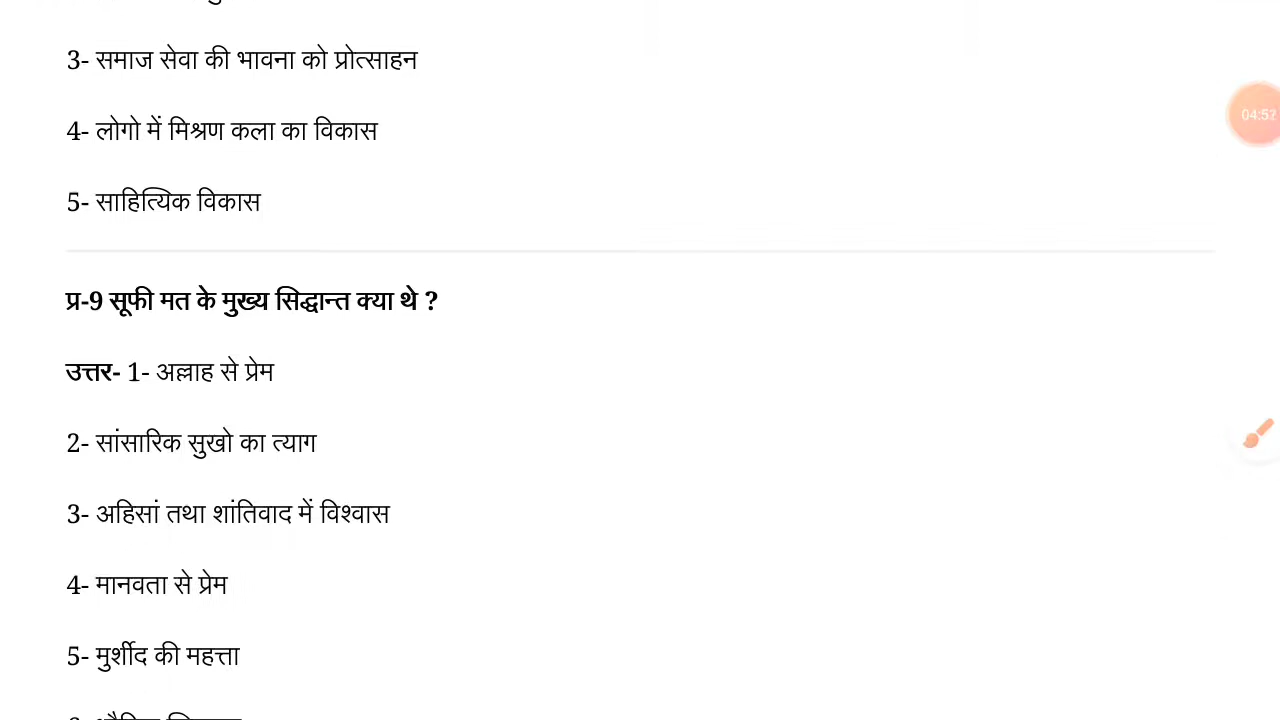 3- समाज सेवा की भावना को प्रोत्साहन
4- लोगो में मिश्रण कला का विकास
5- साहित्यिक विकास
प्र-9 सूफी मत के मुख्य सिद्धान्त क्या थे ?
उत्तर- 1- अल्लाह से प्रेम
2- सांसारिक सुखो का त्याग
3- अहिसां तथा शांतिवाद में विश्वास
4- मानवता से प्रेम
5- मुर्शीद की महत्ता
04:57